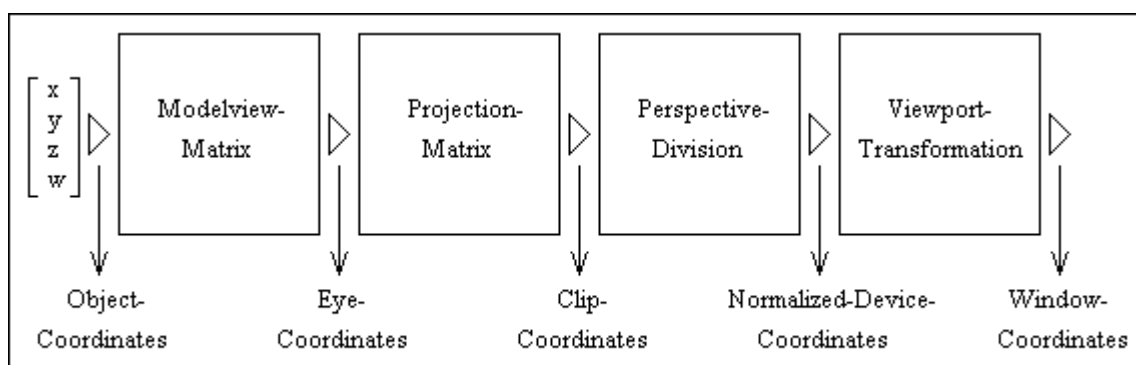 x
y
z
w
Modelview-
Matrix
Projection-
Matrix
Perspective-
Division
Viewport-
Transformation
Object-
Coordinates
Eye-
Coordinates
Clip-
Coordinates
Normalized-Device-
Coordinates
Window-
Coordinates